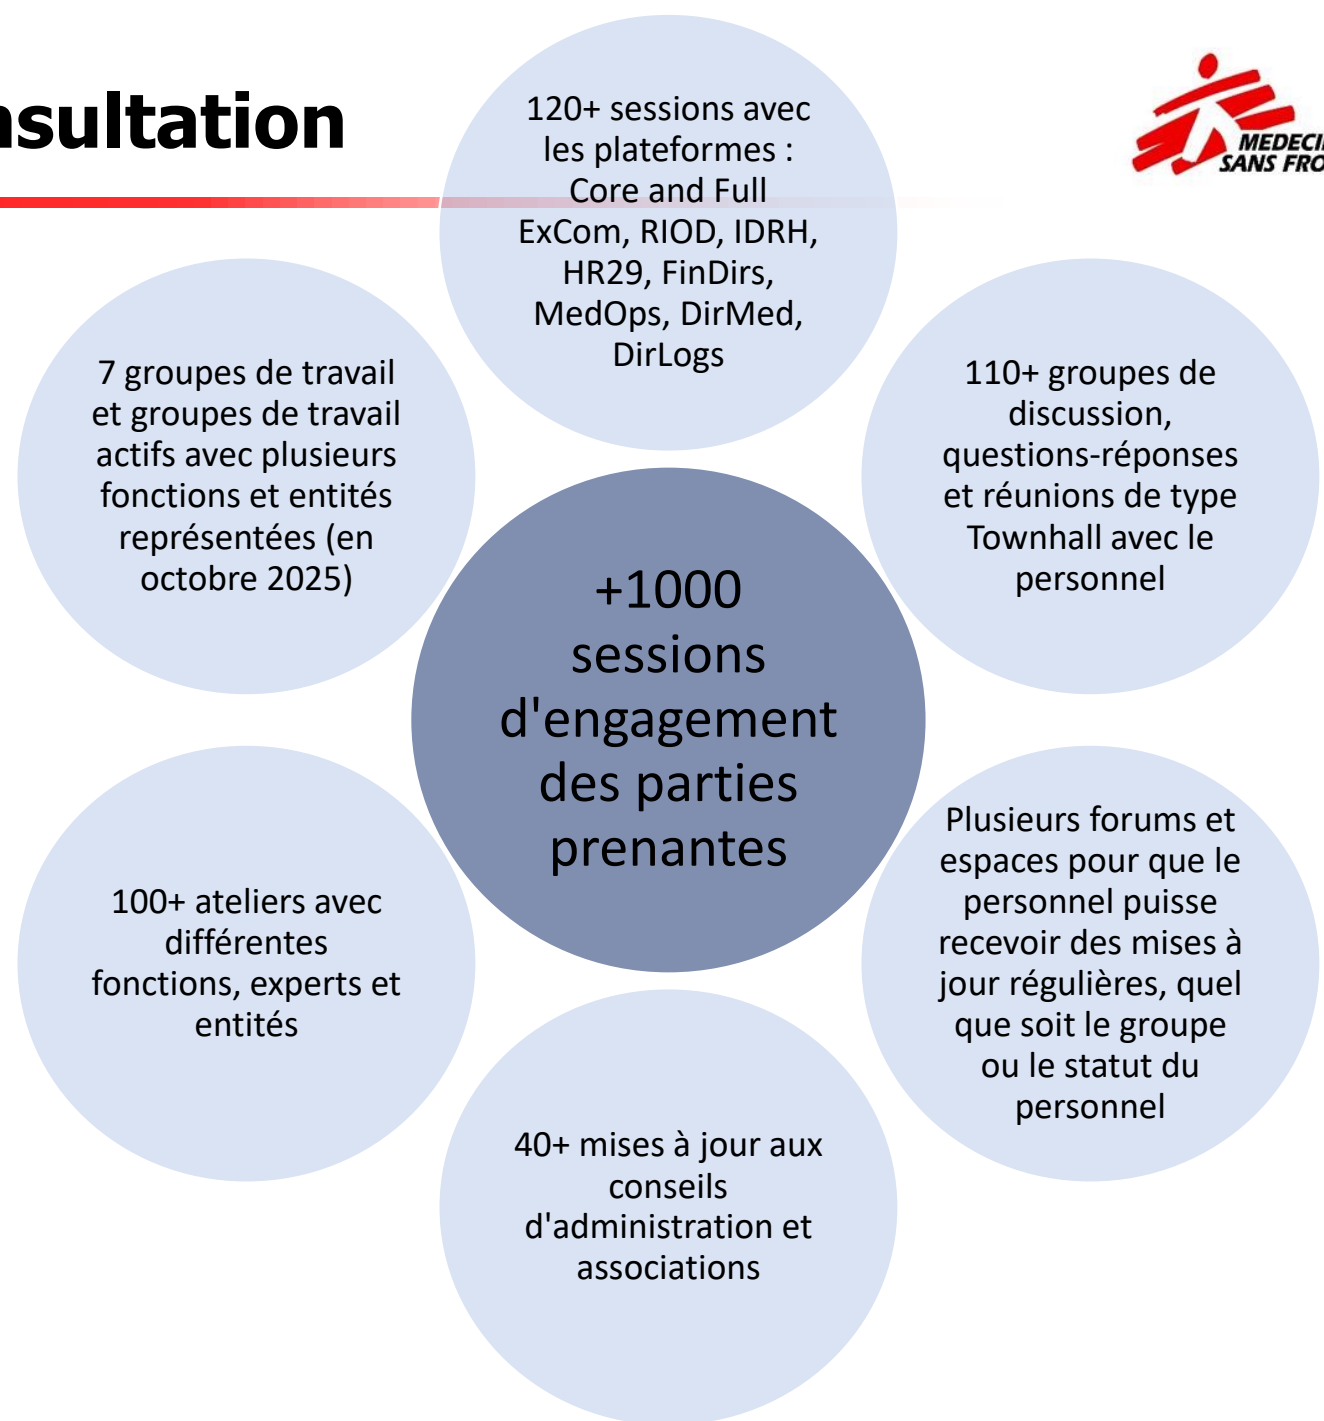 nsultation
MEDECI
SANS FRO
120+ sessions avec
les plateformes :
Core and Full
ExCom, RIOD, IDRH,
HR29, FinDirs,
MedOps, DirMed,
DirLogs
7 groupes de travail
et groupes de travail
actifs avec plusieurs
fonctions et entités
représentées (en
octobre 2025)
110+ groupes de
discussion,
questions-réponses
et réunions de type
Townhall avec le
personnel
+1000
sessions
d'engagement
des parties
prenantes
100+ ateliers avec
différentes
fonctions, experts et
entités
Plusieurs forums et
espaces pour que le
personnel puisse
recevoir des mises à
jour régulières, quel
que soit le groupe
ou le statut du
personnel
40+ mises à jour aux
conseils
d'administration et
associations